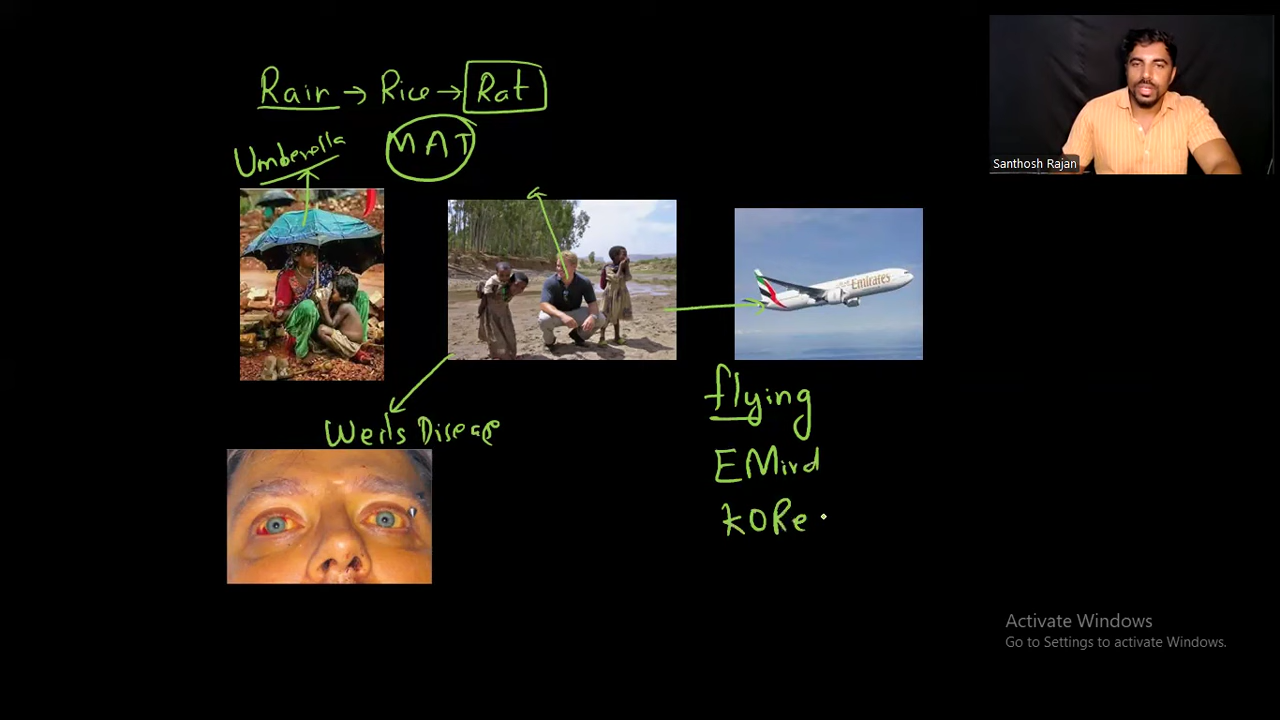 Rain → Rice → Rat
Umberella
MAT
Santhosh Rajan
Emirates
Weils Disease
flying
EMird
KORe
Activate Windows
Go to Settings to activate Windows.